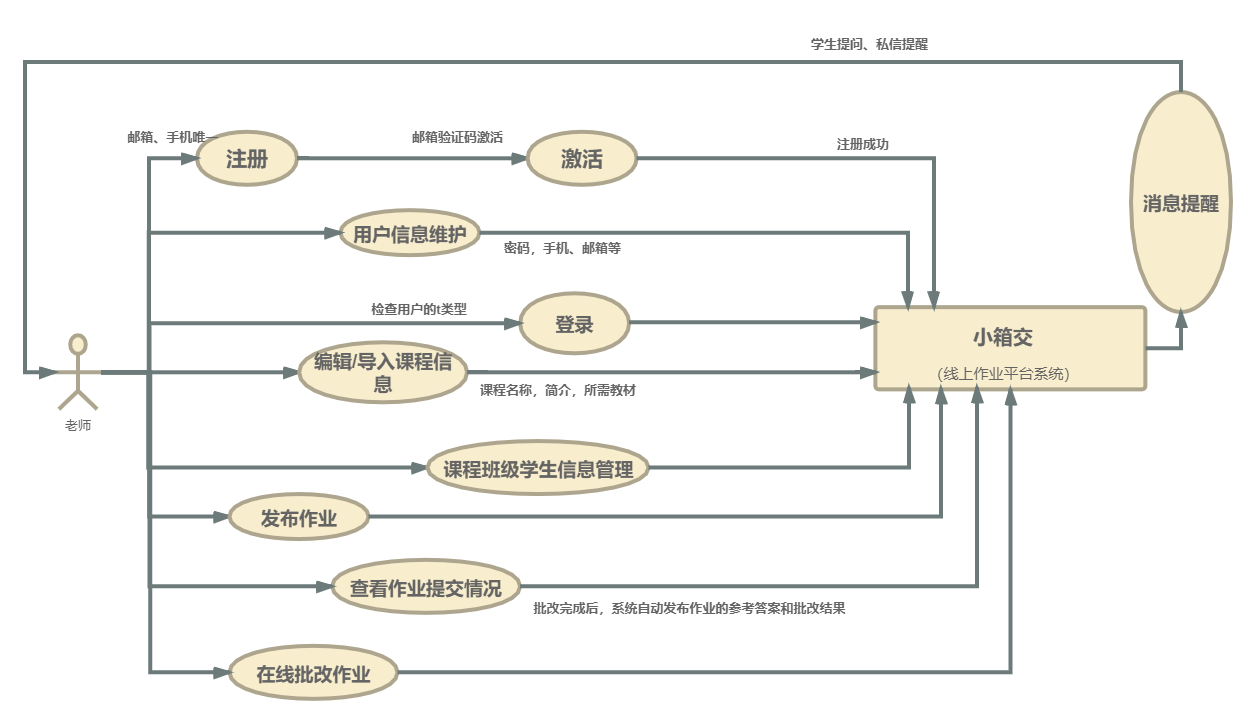 学生提问、私信提醒
邮箱、手机唯一
注册
邮箱验证码激活
激活
注册成功
消息提醒
用户信息维护
密码，手机、邮箱等
检查用户的t类型
登录
小箱交
(线上作业平台系统)
编辑/导入课程信
息
课程名称，简介，所需教材
老师
课程班级学生信息管理
发布作业
查看作业提交情况
批改完成后，系统自动发布作业的参考答案和批改结果
在线批改作业